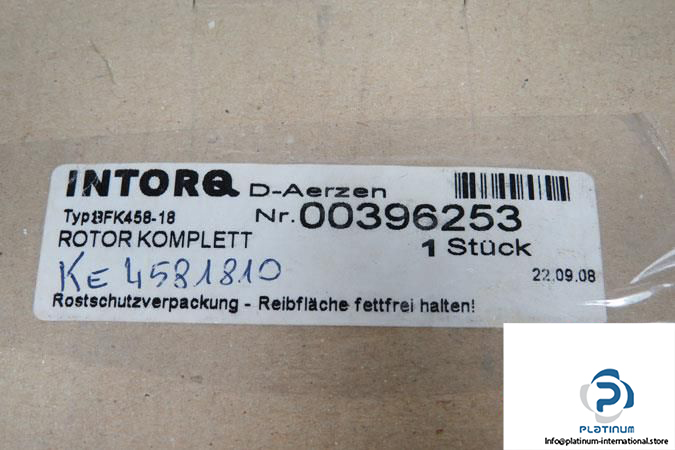 INTORQ D-Aerzen
Typ:BFK458-18 Nr.00396253
ROTOR KOMPLETT 1 Stück
KE 4581810 22.09.08
Rostschutzverpackung - Reibfläche fettfrei halten!
PLATINUM
Info@platinum-international.store